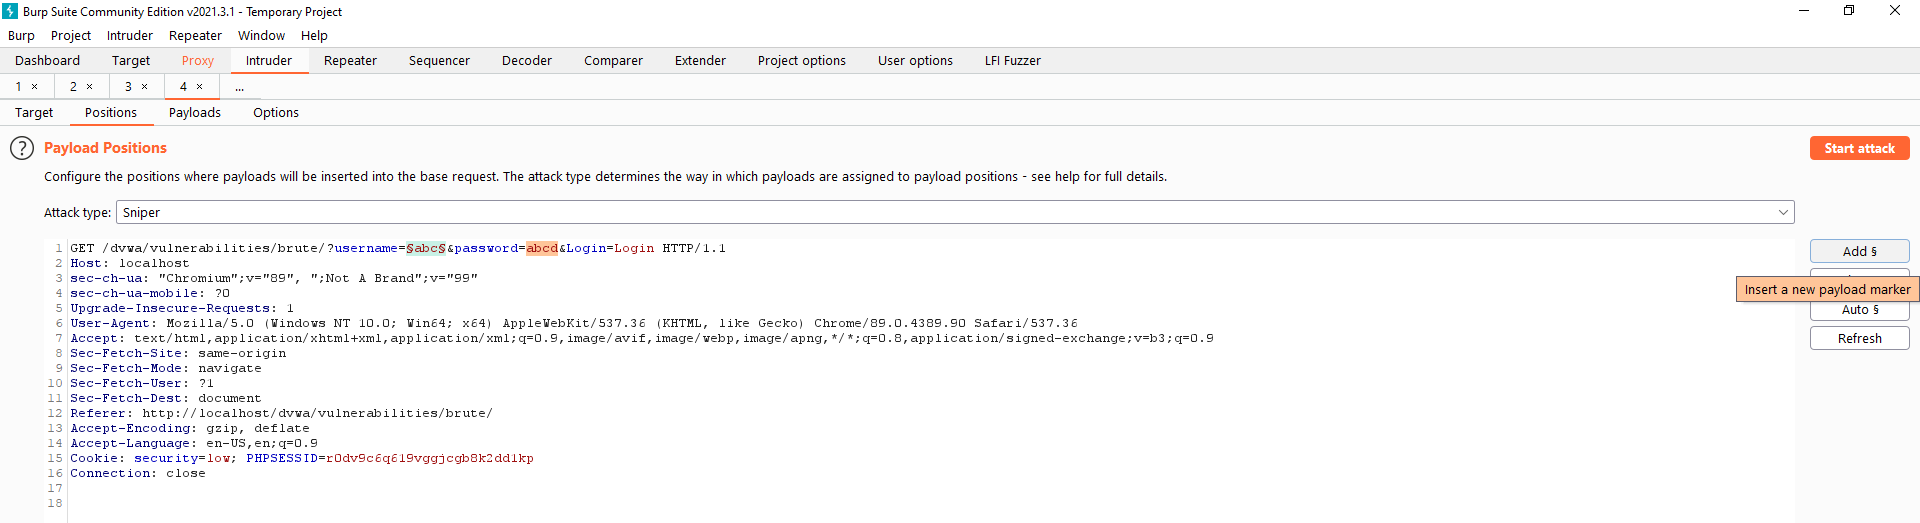 Burp Suite Community Edition v2021.3.1 - Temporary Project
Burp Project Intruder Repeater Window Help
Dashboard Target Proxy Intruder Repeater Sequencer Decoder Comparer Extender Project options User options LFI Fuzzer
1 × 2 × 3 × 4 × ...
Target Positions Payloads Options
? Payload Positions
Start attack
Configure the positions where payloads will be inserted into the base request. The attack type determines the way in which payloads are assigned to payload positions - see help for full details.
Attack type: Sniper
1 GET /dvwa/vulnerabilities/brute/?username=§abc§&password=abcd&Login=Login HTTP/1.1
2 Host: localhost
3 sec-ch-ua: "Chromium";v="89", ";Not A Brand";v="99"
4 sec-ch-ua-mobile: ?0
5 Upgrade-Insecure-Requests: 1
6 User-Agent: Mozilla/5.0 (Windows NT 10.0; Win64; x64) AppleWebKit/537.36 (KHTML, like Gecko) Chrome/89.0.4389.90 Safari/537.36
7 Accept: text/html,application/xhtml+xml,application/xml;q=0.9,image/avif,image/webp,image/apng,*/*;q=0.8,application/signed-exchange;v=b3;q=0.9
8 Sec-Fetch-Site: same-origin
9 Sec-Fetch-Mode: navigate
10 Sec-Fetch-User: ?1
11 Sec-Fetch-Dest: document
12 Referer: http://localhost/dvwa/vulnerabilities/brute/
13 Accept-Encoding: gzip, deflate
14 Accept-Language: en-US,en;q=0.9
15 Cookie: security=low; PHPSESSID=r0dv9c6q619vggjcgb8k2dd1kp
16 Connection: close
17
18
Add §
Insert a new payload marker
Auto §
Refresh